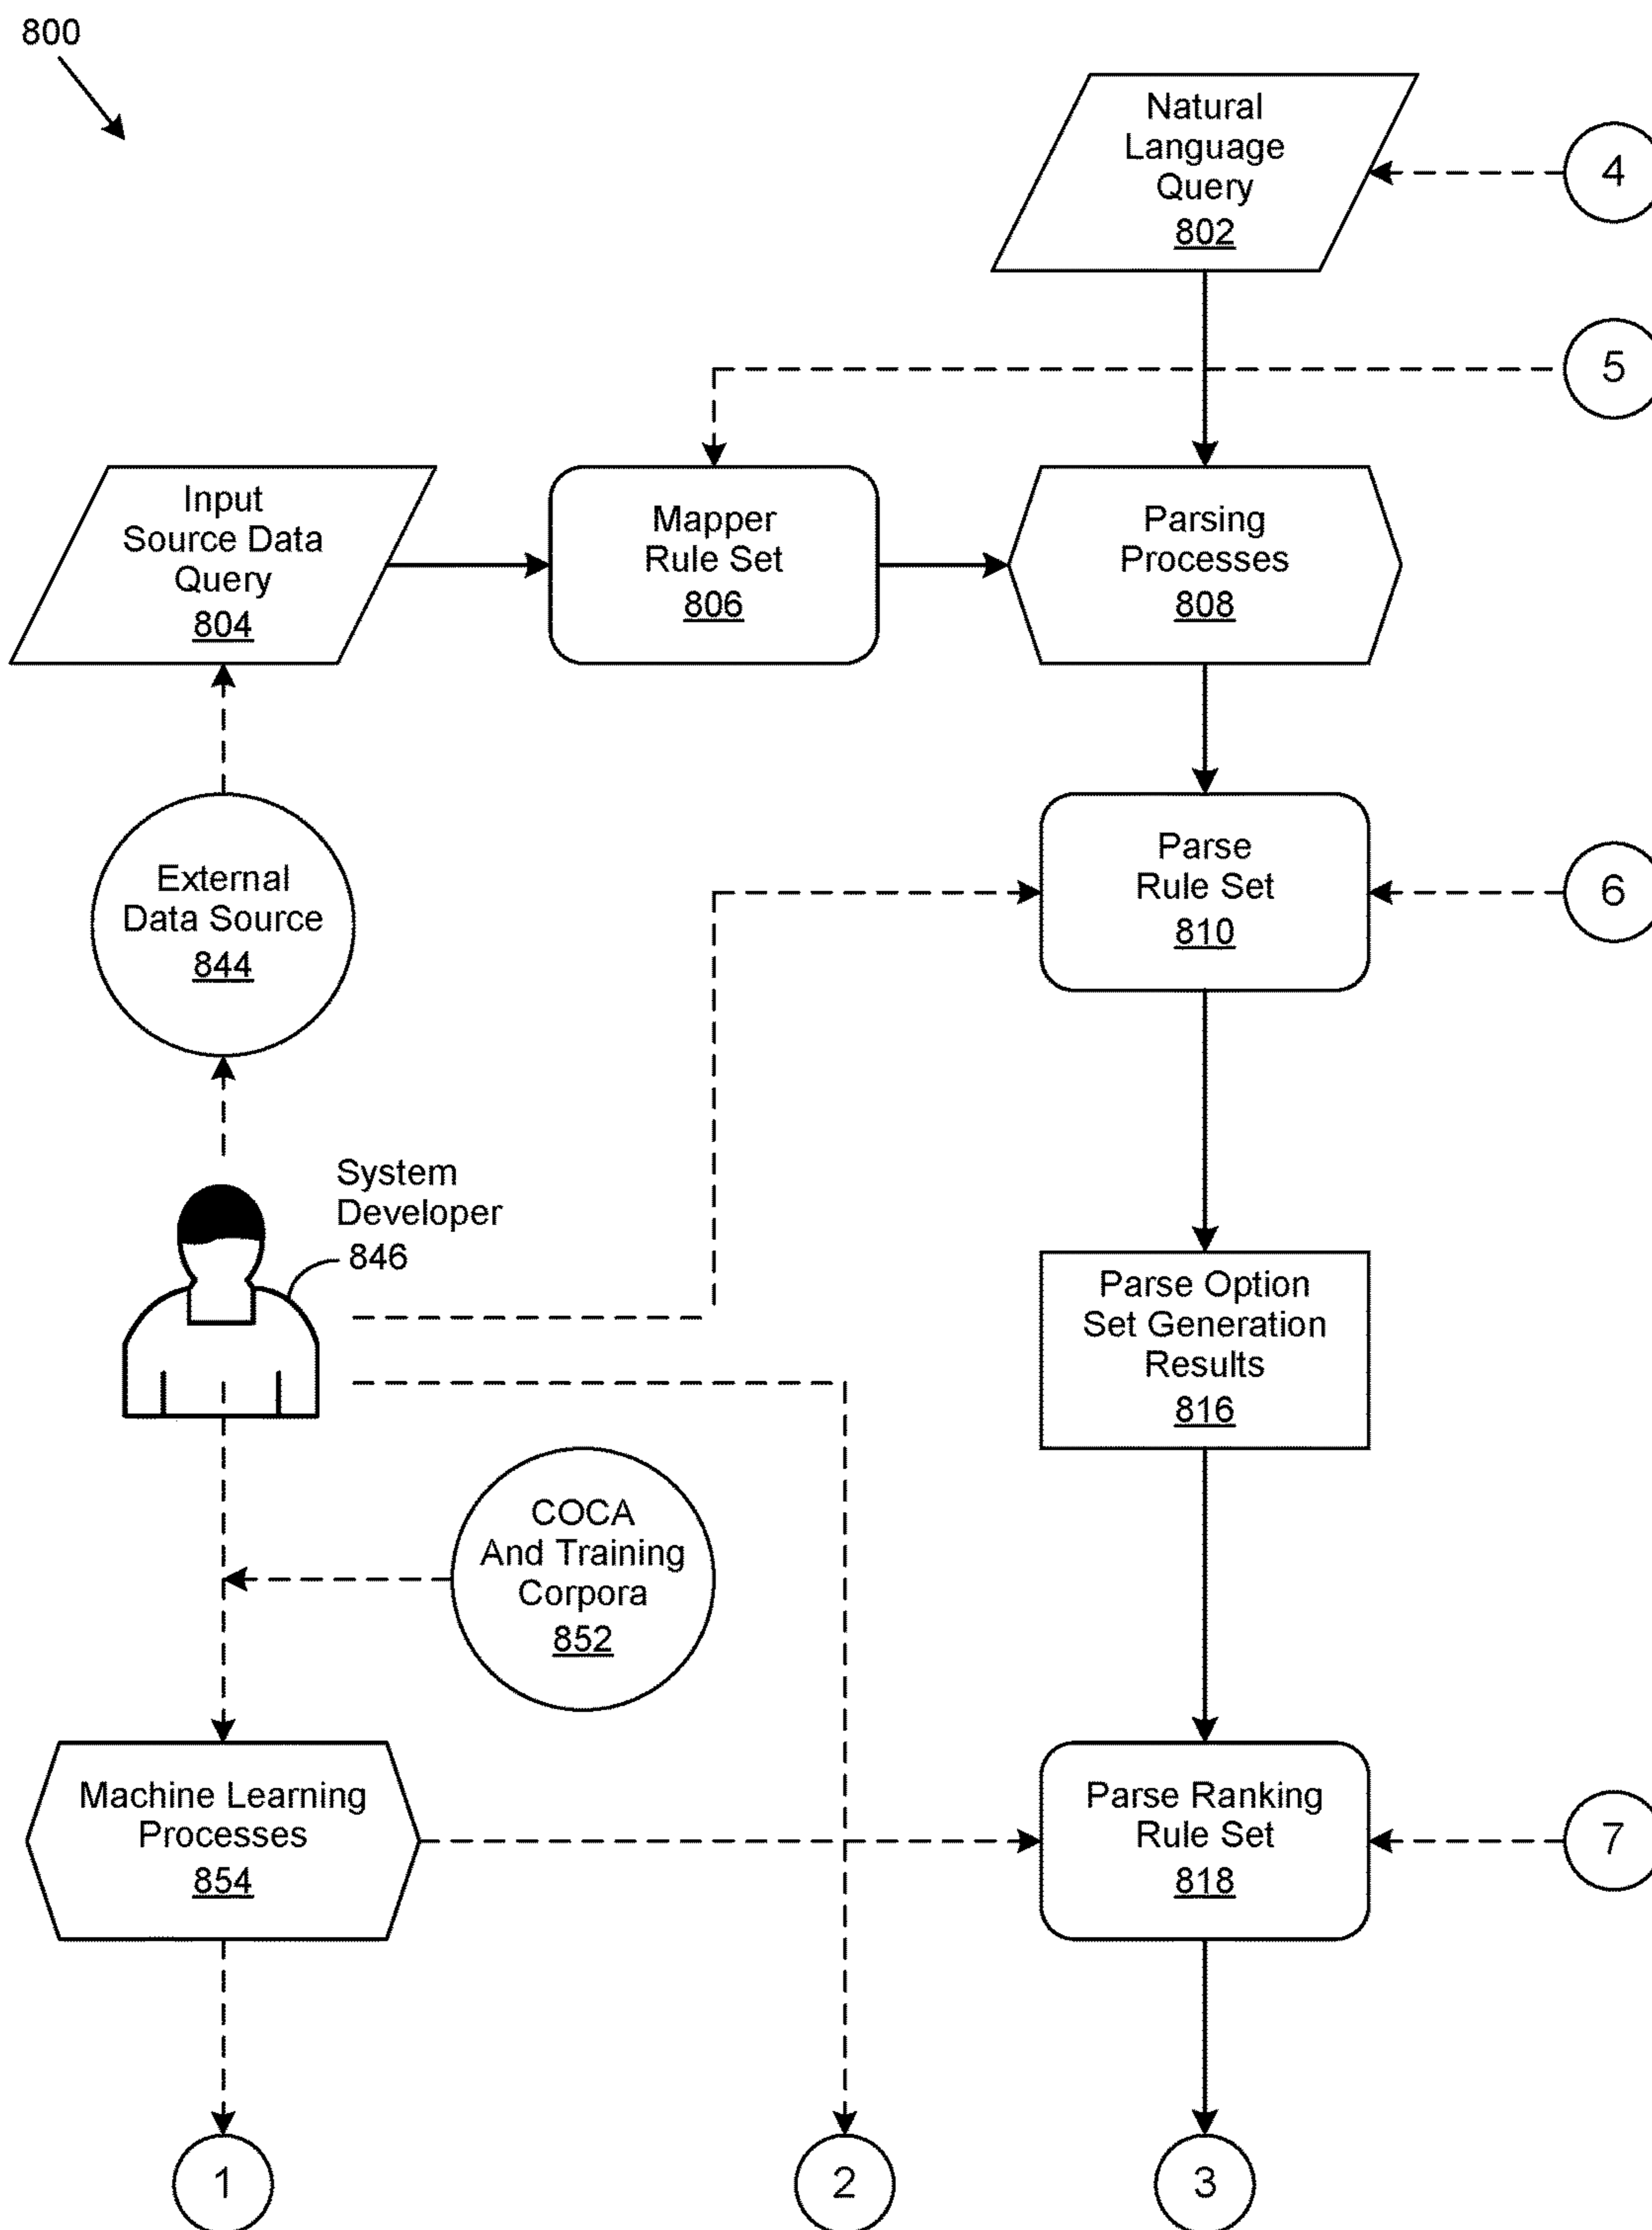 800
Natural
Language
Query
802
4
5
Input
Source Data
Query
804
Mapper
Rule Set
806
Parsing
Processes
808
External
Data Source
844
Parse
Rule Set
810
6
System
Developer
846
Parse Option
Set Generation
Results
816
COCA
And Training
Corpora
852
Machine Learning
Processes
854
Parse Ranking
Rule Set
818
7
1
2
3